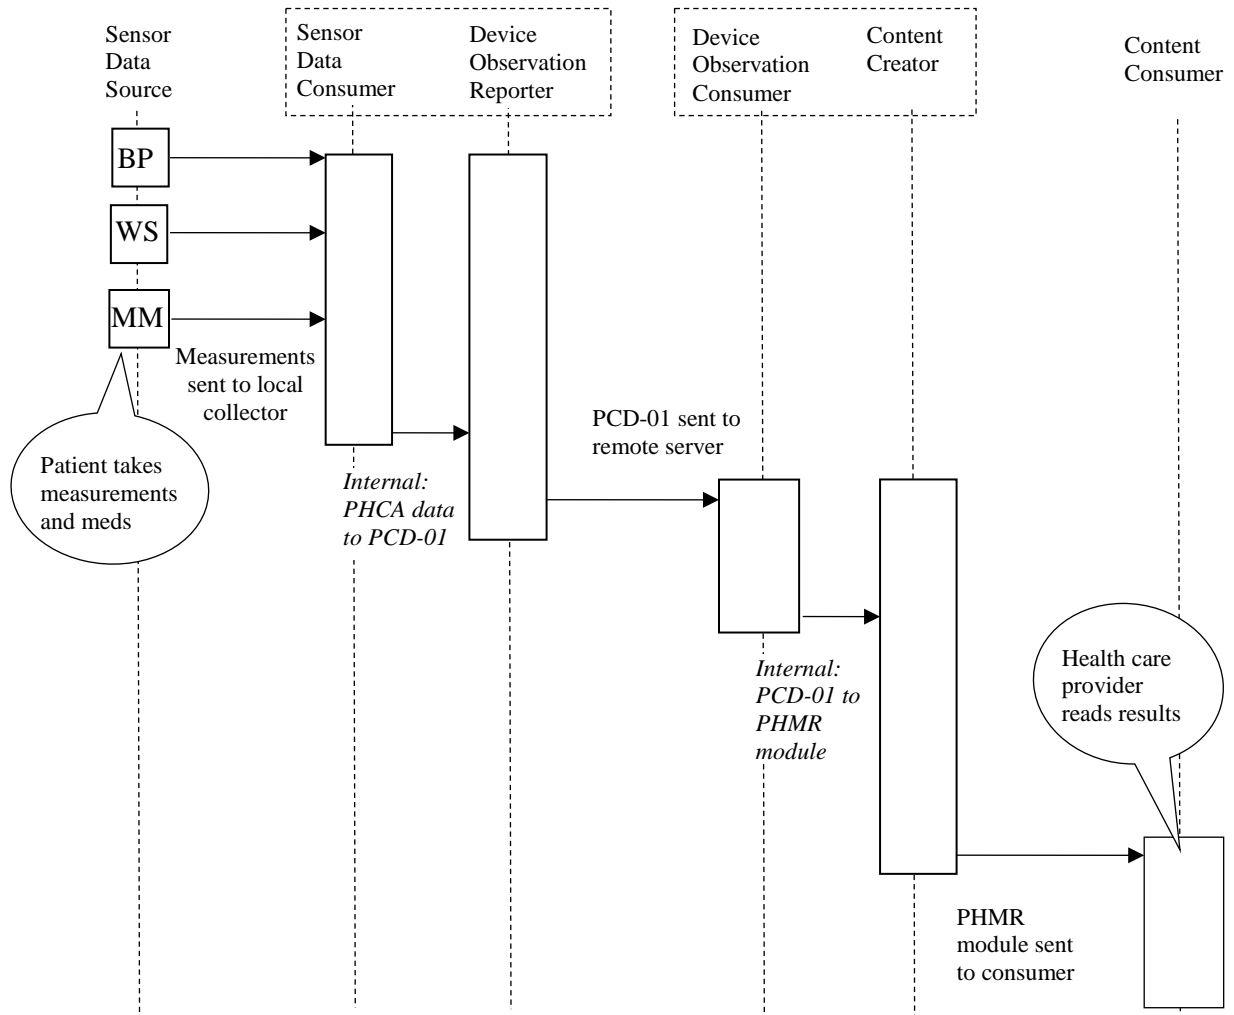 Sensor
Data
Source
Sensor
Data
Consumer
Device
Observation
Reporter
Device
Observation
Consumer
Content
Creator
Content
Consumer
BP
WS
MM
Measurements
sent to local
collector
Patient takes
measurements
and meds
Internal:
PHCA data
to PCD-01
PCD-01 sent to
remote server
Internal:
PCD-01 to
PHMR
module
Health care
provider
reads results
PHMR
module sent
to consumer